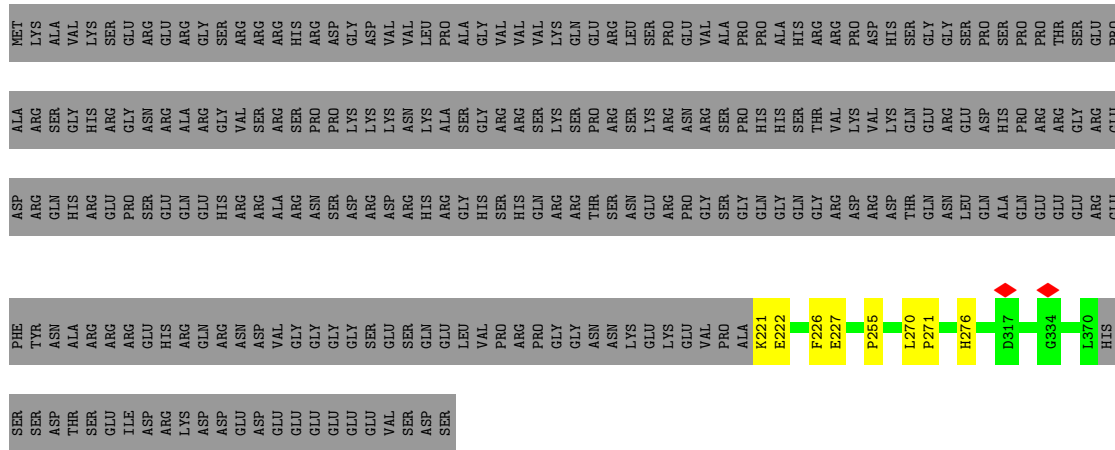 MET LYS ALA VAL LYS SER GLU ARG GLU ARG GLY SER ARG ARG ARG HIS ARG ASP GLY ASP VAL VAL LEU PRO ALA GLY VAL VAL VAL LYS GLN GLU ARG LEU SER PRO GLU VAL ALA PRO PRO ALA HIS ARG ARG PRO ASP HIS SER GLY GLY SER PRO SER PRO PRO THR SER GLU PRO
ALA ARG SER GLY HIS ARG GLY ASN ARG ALA ARG GLY VAL SER ARG SER PRO PRO LYS LYS LYS ASN LYS ALA SER GLY ARG ARG SER LYS SER PRO ARG SER LYS ARG ASN ARG SER PRO HIS HIS SER THR VAL LYS VAL LYS GLN GLU ARG GLU ASP HIS PRO ARG ARG GLY ARG GLU
ASP ARG GLN HIS ARG GLU PRO SER GLU GLN GLU HIS ARG ARG ALA ARG ASN SER ASP ARG ASP ARG HIS ARG GLY HIS SER HIS GLN ARG ARG THR SER ASN GLU ARG PRO GLY SER GLY GLN GLY GLN GLY ARG ASP ARG ASP THR GLN ASN LEU GLN ALA GLN GLU GLU GLU ARG GLU
PHE TYR ASN ALA ARG ARG ARG GLU HIS ARG GLN ARG ASN ASP VAL GLY GLY GLY GLY SER GLU SER GLN GLU LEU VAL PRO ARG PRO GLY GLY ASN ASN LYS GLU LYS GLU VAL PRO ALA K221 E222 F226 E227 P255 L270 P271 H276 D317 G334 L370 HIS
SER SER ASP THR SER GLU ILE ASP ARG LYS ASP ASP GLU ASP GLU GLU GLU GLU GLU GLU VAL SER ASP SER